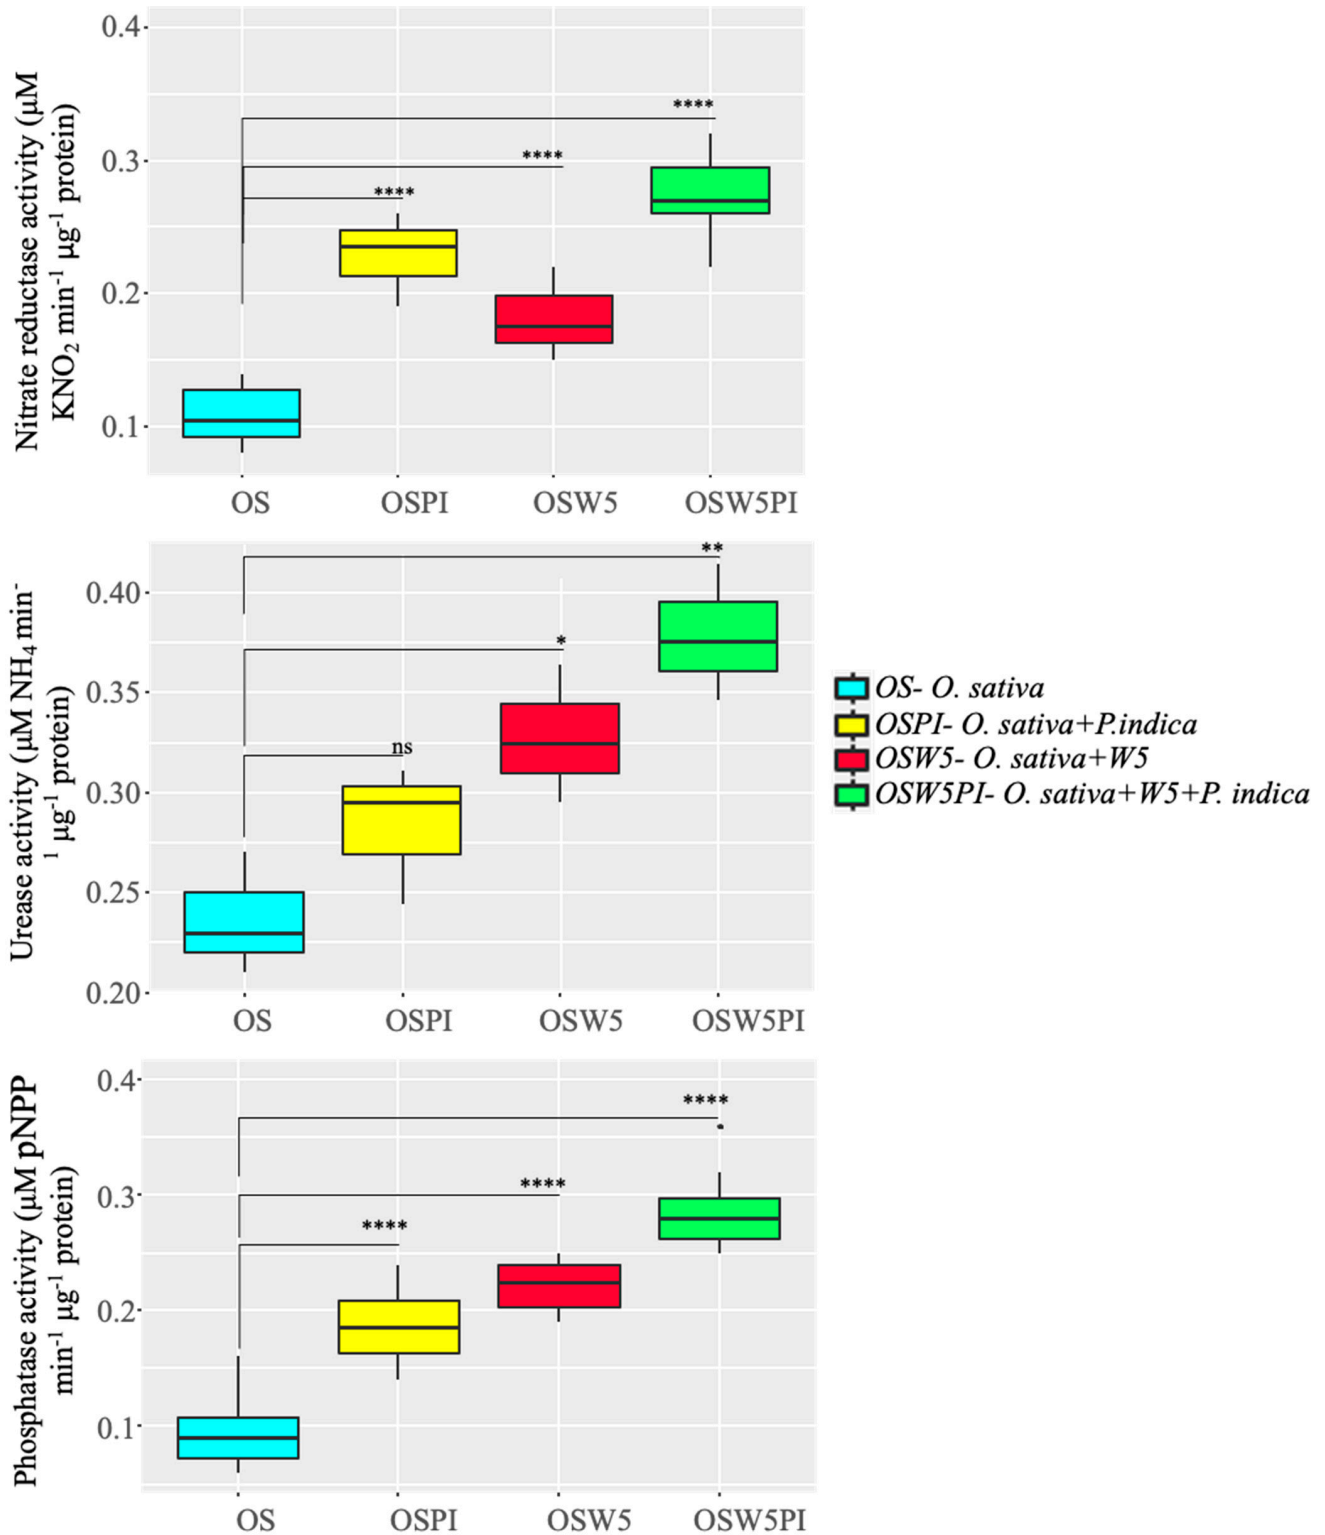 Nitrate reductase activity (µM
KNO₂ min⁻¹ µg⁻¹ protein)
0.4
0.3
0.2
0.1
****
****
****
OS OSPI OSW5 OSW5PI
Urease activity (µM NH₄ min⁻
¹ µg⁻¹ protein)
0.40
0.35
0.30
0.25
0.20
**
*
ns
OS OSPI OSW5 OSW5PI
OS- O. sativa
OSPI- O. sativa+P.indica
OSW5- O. sativa+W5
OSW5PI- O. sativa+W5+P. indica
Phosphatase activity (µM pNPP
min⁻¹ µg⁻¹ protein)
0.4
0.3
0.2
0.1
****
****
****
OS OSPI OSW5 OSW5PI